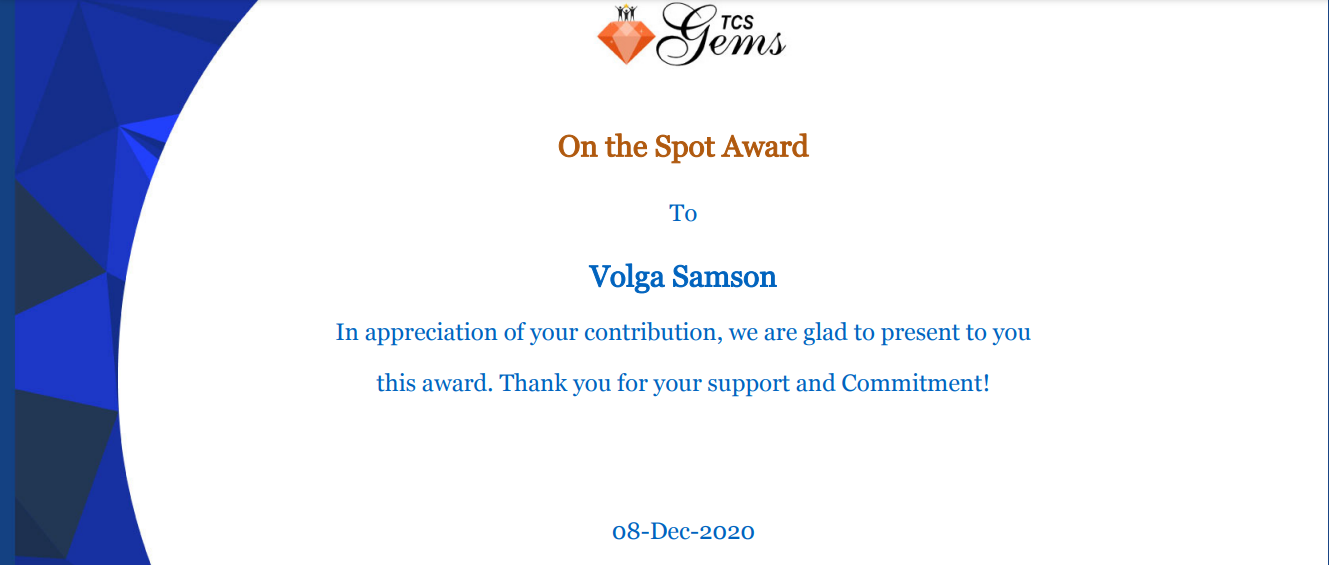 TCS
Gems
On the Spot Award
To
Volga Samson
In appreciation of your contribution, we are glad to present to you
this award. Thank you for your support and Commitment!
08-Dec-2020